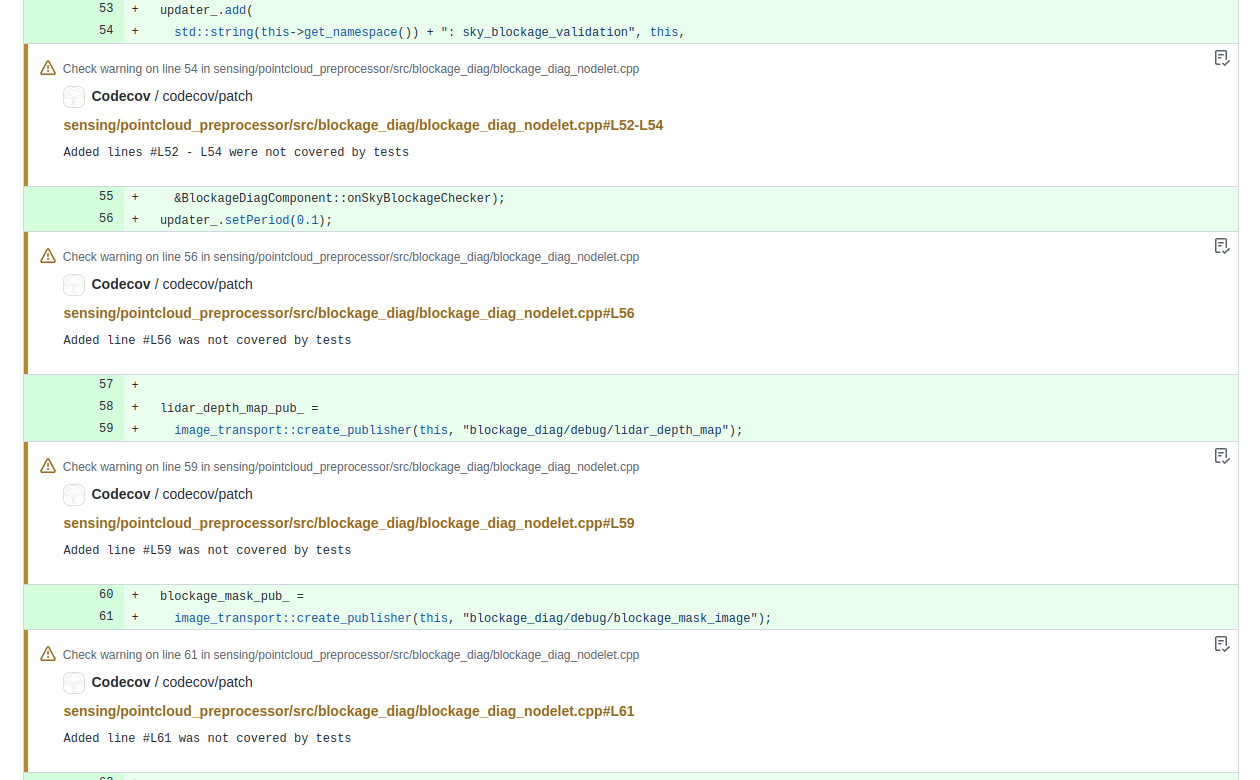 53 + updater_.add(
54 + std::string(this->get_namespace()) + ": sky_blockage_validation", this,
Check warning on line 54 in sensing/pointcloud_preprocessor/src/blockage_diag/blockage_diag_nodelet.cpp
Codecov / codecov/patch
sensing/pointcloud_preprocessor/src/blockage_diag/blockage_diag_nodelet.cpp#L52-L54
Added lines #L52 - L54 were not covered by tests
55 + &BlockageDiagComponent::onSkyBlockageChecker);
56 + updater_.setPeriod(0.1);
Check warning on line 56 in sensing/pointcloud_preprocessor/src/blockage_diag/blockage_diag_nodelet.cpp
Codecov / codecov/patch
sensing/pointcloud_preprocessor/src/blockage_diag/blockage_diag_nodelet.cpp#L56
Added line #L56 was not covered by tests
57 +
58 + lidar_depth_map_pub_ =
59 + image_transport::create_publisher(this, "blockage_diag/debug/lidar_depth_map");
Check warning on line 59 in sensing/pointcloud_preprocessor/src/blockage_diag/blockage_diag_nodelet.cpp
Codecov / codecov/patch
sensing/pointcloud_preprocessor/src/blockage_diag/blockage_diag_nodelet.cpp#L59
Added line #L59 was not covered by tests
60 + blockage_mask_pub_ =
61 + image_transport::create_publisher(this, "blockage_diag/debug/blockage_mask_image");
Check warning on line 61 in sensing/pointcloud_preprocessor/src/blockage_diag/blockage_diag_nodelet.cpp
Codecov / codecov/patch
sensing/pointcloud_preprocessor/src/blockage_diag/blockage_diag_nodelet.cpp#L61
Added line #L61 was not covered by tests